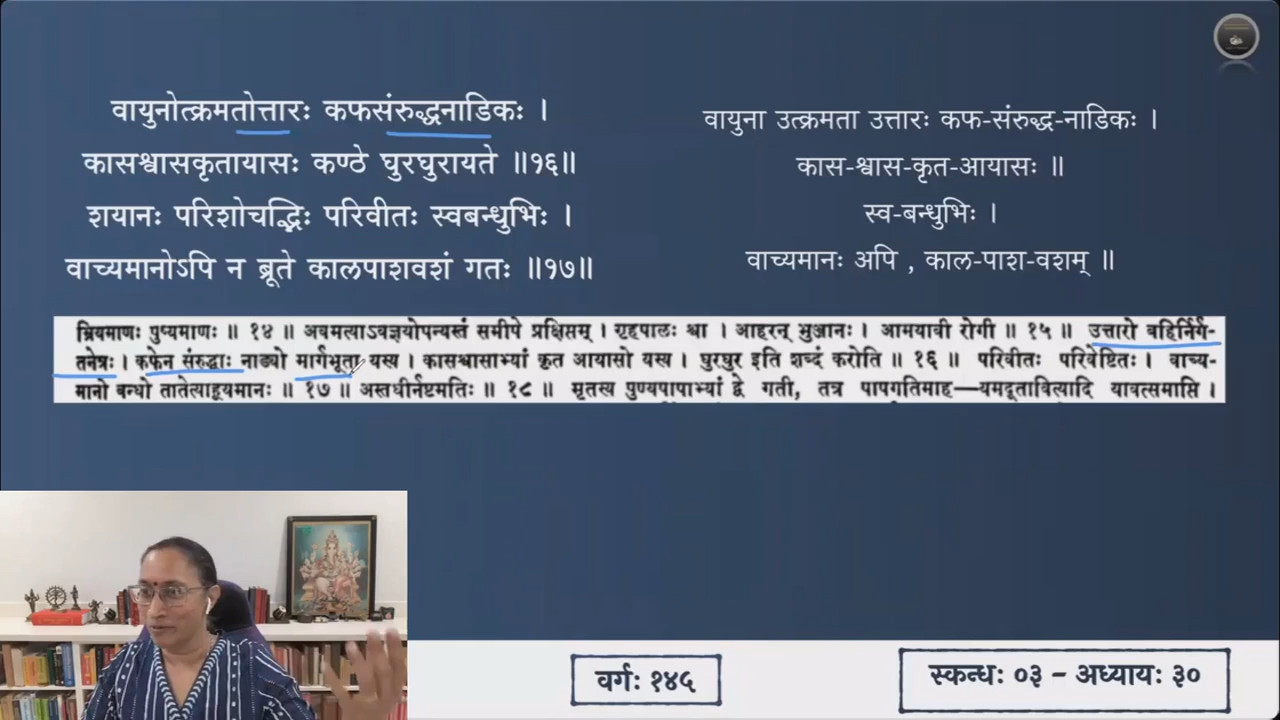 वायुनोत्क्रमतोत्तारः कफसंरुद्धनाडिकः ।
कासश्वासकृतायासः कण्ठे घुरघुरायते ॥१६॥
शयानः परिशोचद्भिः परिवीतः स्वबन्धुभिः ।
वाच्यमानोऽपि न ब्रूते कालपाशवशं गतः ॥१७॥
वायुना उत्क्रमता उत्तारः कफ-संरुद्ध-नाडिकः ।
कास-श्वास-कृत-आयासः ॥
स्व-बन्धुभिः ।
वाच्यमानः अपि , काल-पाश-वशम् ॥
म्रियमाणः पुष्यमाणः ॥ १४ ॥ अवमत्याऽवज्ञयोपन्यस्तं समीपे प्रक्षिप्तम् । गृहपालः श्वा । आहरन् भुञ्जानः । आमयावी रोगी ॥ १५ ॥ उत्तारो बहिर्निर्ग-
तनेत्रः । कफेन संरुद्धाः नाड्यो मार्गभूता यस्य । कासश्वासाभ्यां कृत आयासो यस्य । घुरघुर इति शब्दं करोति ॥ १६ ॥ परिवीतः परिवेष्टितः । वाच्य-
मानो बन्धो तातेत्याहूयमानः ॥ १७ ॥ अस्तधीर्नष्टमतिः ॥ १८ ॥ मृतस्य पुण्यपापाभ्यां द्वे गती, तत्र पापगतिमाह—यमदूतावित्यादि यावत्समाप्ति ।
वर्गः १४५
स्कन्धः ०३ – अध्यायः ३०